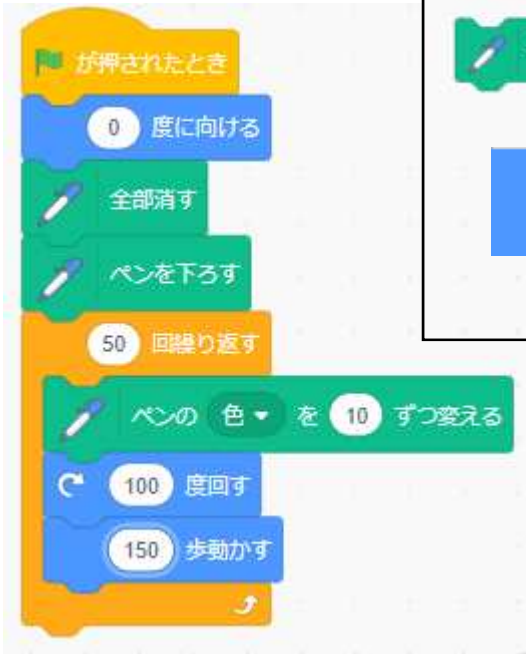 が押されたとき
0 度に向ける
全部消す
ペンを下ろす
50 回繰り返す
ペンの 色 を 10 ずつ変える
100 度回す
150 歩動かす